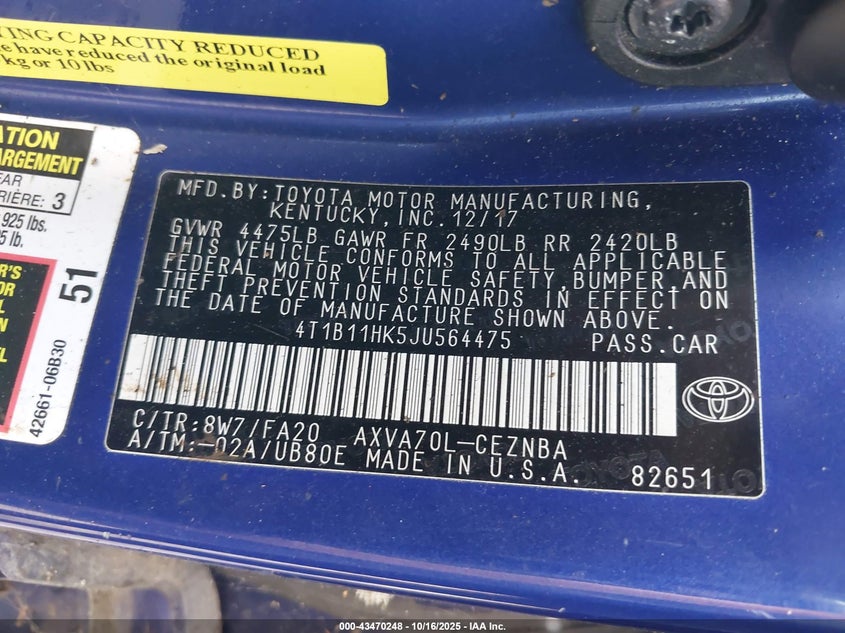 YING CAPACITY REDUCED
e have reduced the original load
kg or 10 lbs
ATION
ARGEMENT
EAR
RIÈRE: 3
925 lbs.
5 lb.
R'S
OR
L
N
EL
51
42661-06B30
MFD.BY:TOYOTA MOTOR MANUFACTURING,
KENTUCKY,INC.12/17
GVWR 4475LB GAWR FR 2490LB RR 2420LB
THIS VEHICLE CONFORMS TO ALL APPLICABLE
FEDERAL MOTOR VEHICLE SAFETY,BUMPER,AND
THEFT PREVENTION STANDARDS IN EFFECT ON
THE DATE OF MANUFACTURE SHOWN ABOVE.
4T1B11HK5JU564475 PASS.CAR
C/TR:8W7/FA20 AXVA70L-CEZNBA
A/TM:-02A/UB80E MADE IN U.S.A.
82651
000-43470248 - 10/16/2025 - IAA Inc.